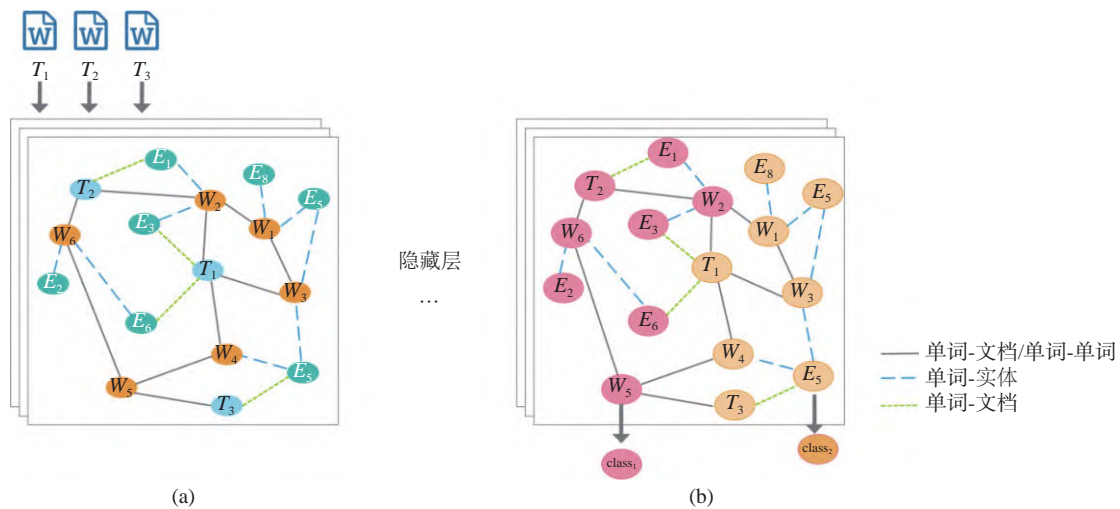 W W W
T₁ T₂ T₃
E₁
E₈
T₂
E₅
W₂
E₃
W₁
W₆
T₁
E₂
W₃
E₆
W₄
E₅
W₅
T₃
(a)
隐藏层
…
E₁
E₈
T₂
E₅
W₂
E₃
W₁
W₆
T₁
E₂
W₃
E₆
W₄
E₅
W₅
T₃
class₁
class₂
(b)
单词-文档/单词-单词
单词-实体
单词-文档